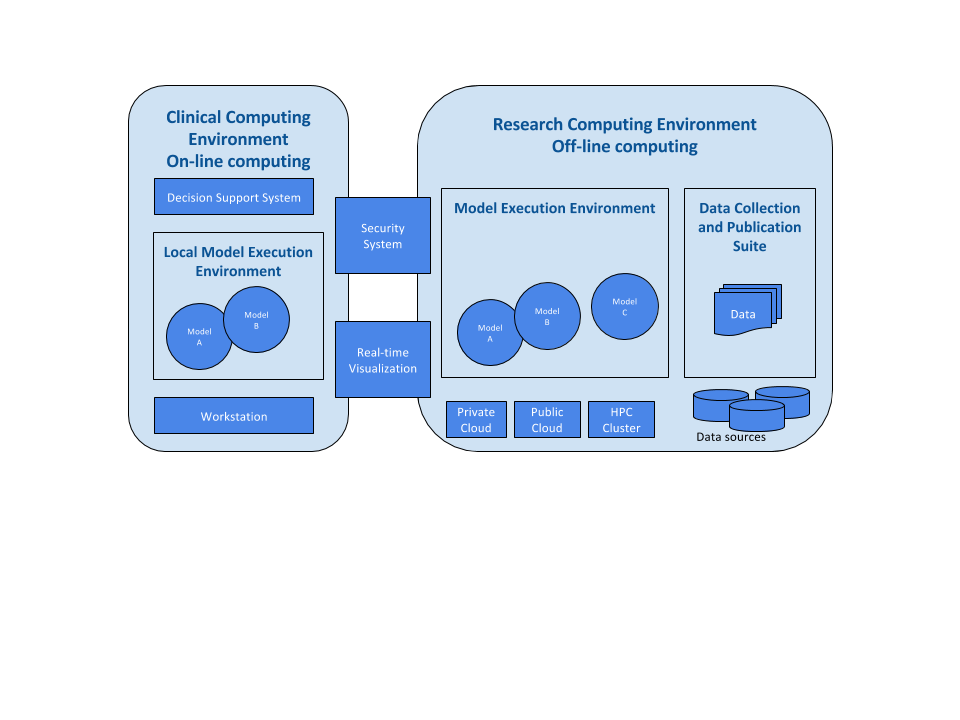 Clinical Computing
Environment
On-line computing
Decision Support System
Local Model Execution
Environment
Model
A
Model
B
Workstation
Security
System
Real-time
Visualization
Research Computing Environment
Off-line computing
Model Execution Environment
Model
A
Model
B
Model
C
Private
Cloud
Public
Cloud
HPC
Cluster
Data Collection
and Publication
Suite
Data
Data sources